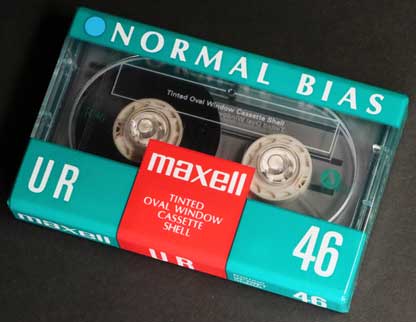 NORMAL BIAS
Tinted Oval Window Cassette Shell
UR
maxell
TINTED
OVAL WINDOW
CASSETTE
SHELL
46
maxell
UR
46